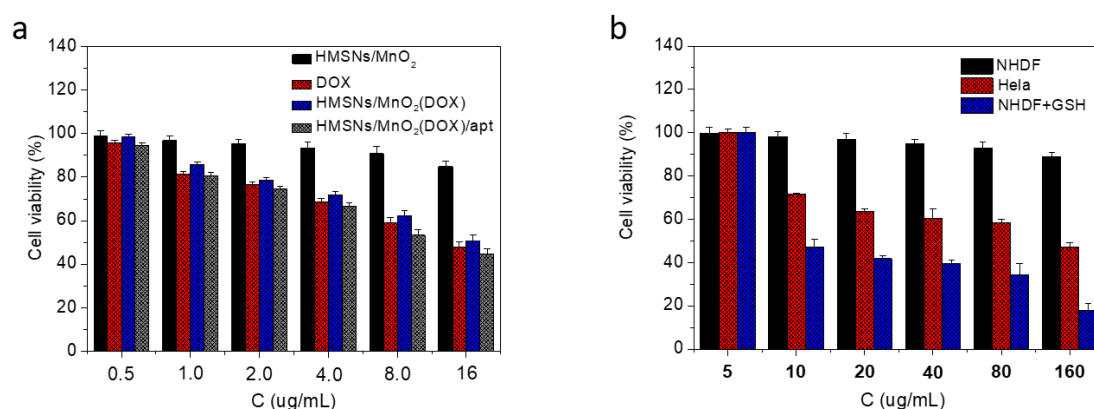 a
140
120
100
80
60
40
20
0
Cell viability (%)
HMSNs/MnO₂
DOX
HMSNs/MnO₂(DOX)
HMSNs/MnO₂(DOX)/apt
0.5 1.0 2.0 4.0 8.0 16
C (ug/mL)
b
140
120
100
80
60
40
20
0
Cell viability (%)
NHDF
Hela
NHDF+GSH
5 10 20 40 80 160
C (ug/mL)